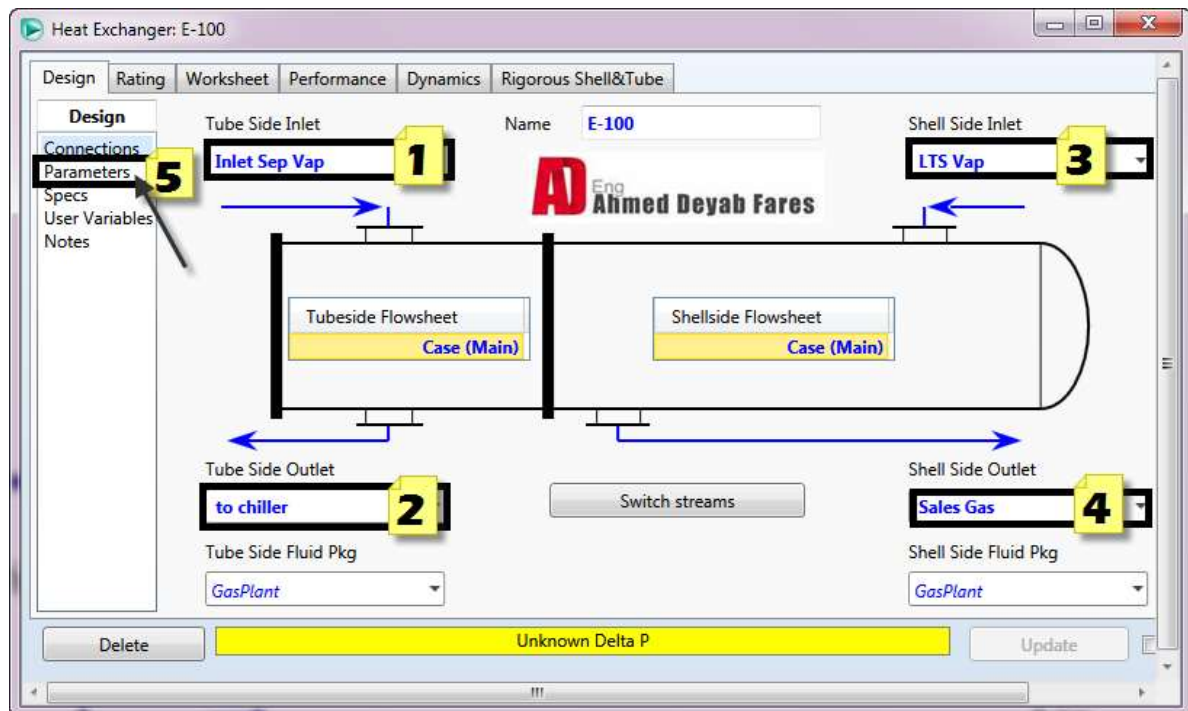 Heat Exchanger: E-100
Design Rating Worksheet Performance Dynamics Rigorous Shell&Tube
Design
Connections
Parameters
Specs
User Variables
Notes
5
Tube Side Inlet
Inlet Sep Vap
1
Name E-100
AD Eng
Ahmed Deyab Fares
Shell Side Inlet
LTS Vap
3
Tubeside Flowsheet
Case (Main)
Shellside Flowsheet
Case (Main)
Tube Side Outlet
to chiller
2
Switch streams
Shell Side Outlet
Sales Gas
4
Tube Side Fluid Pkg
GasPlant
Shell Side Fluid Pkg
GasPlant
Delete
Unknown Delta P
Update